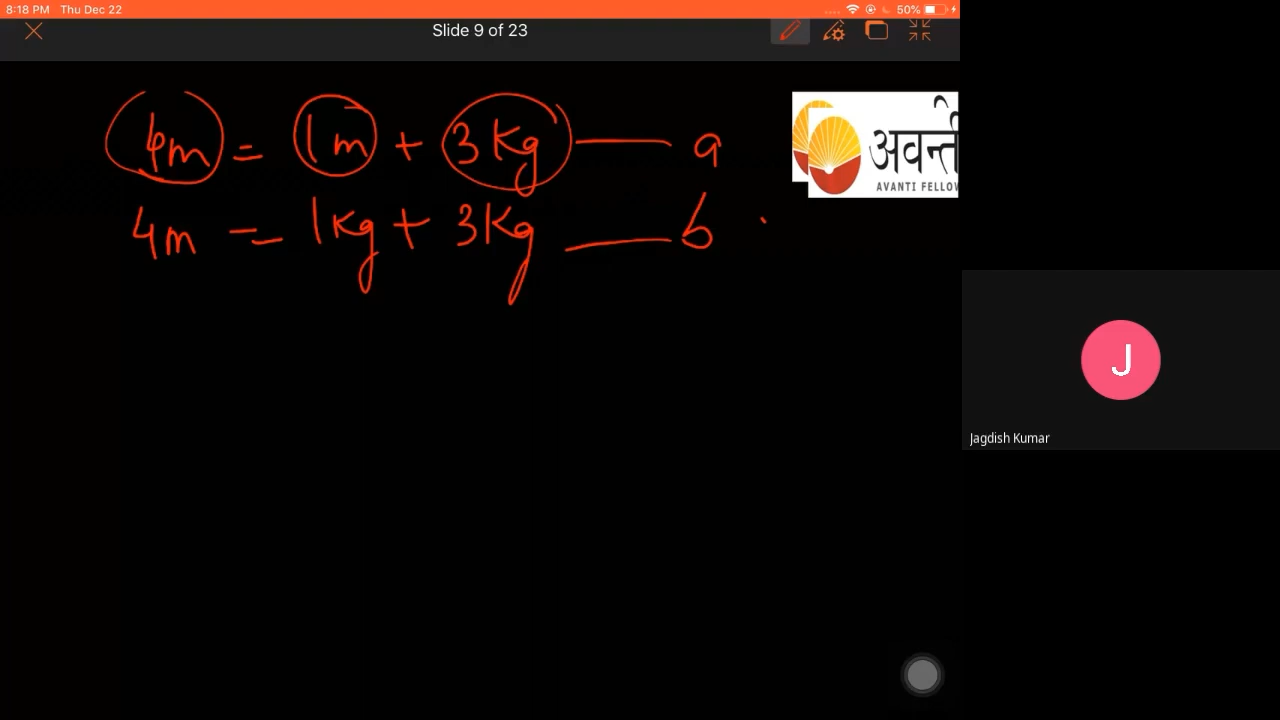 8:18 PM Thu Dec 22
50%
Slide 9 of 23
4m = 1m + 3Kg — a
4m = 1Kg + 3Kg — b
अवन्ती
AVANTI FELLOW
J
Jagdish Kumar